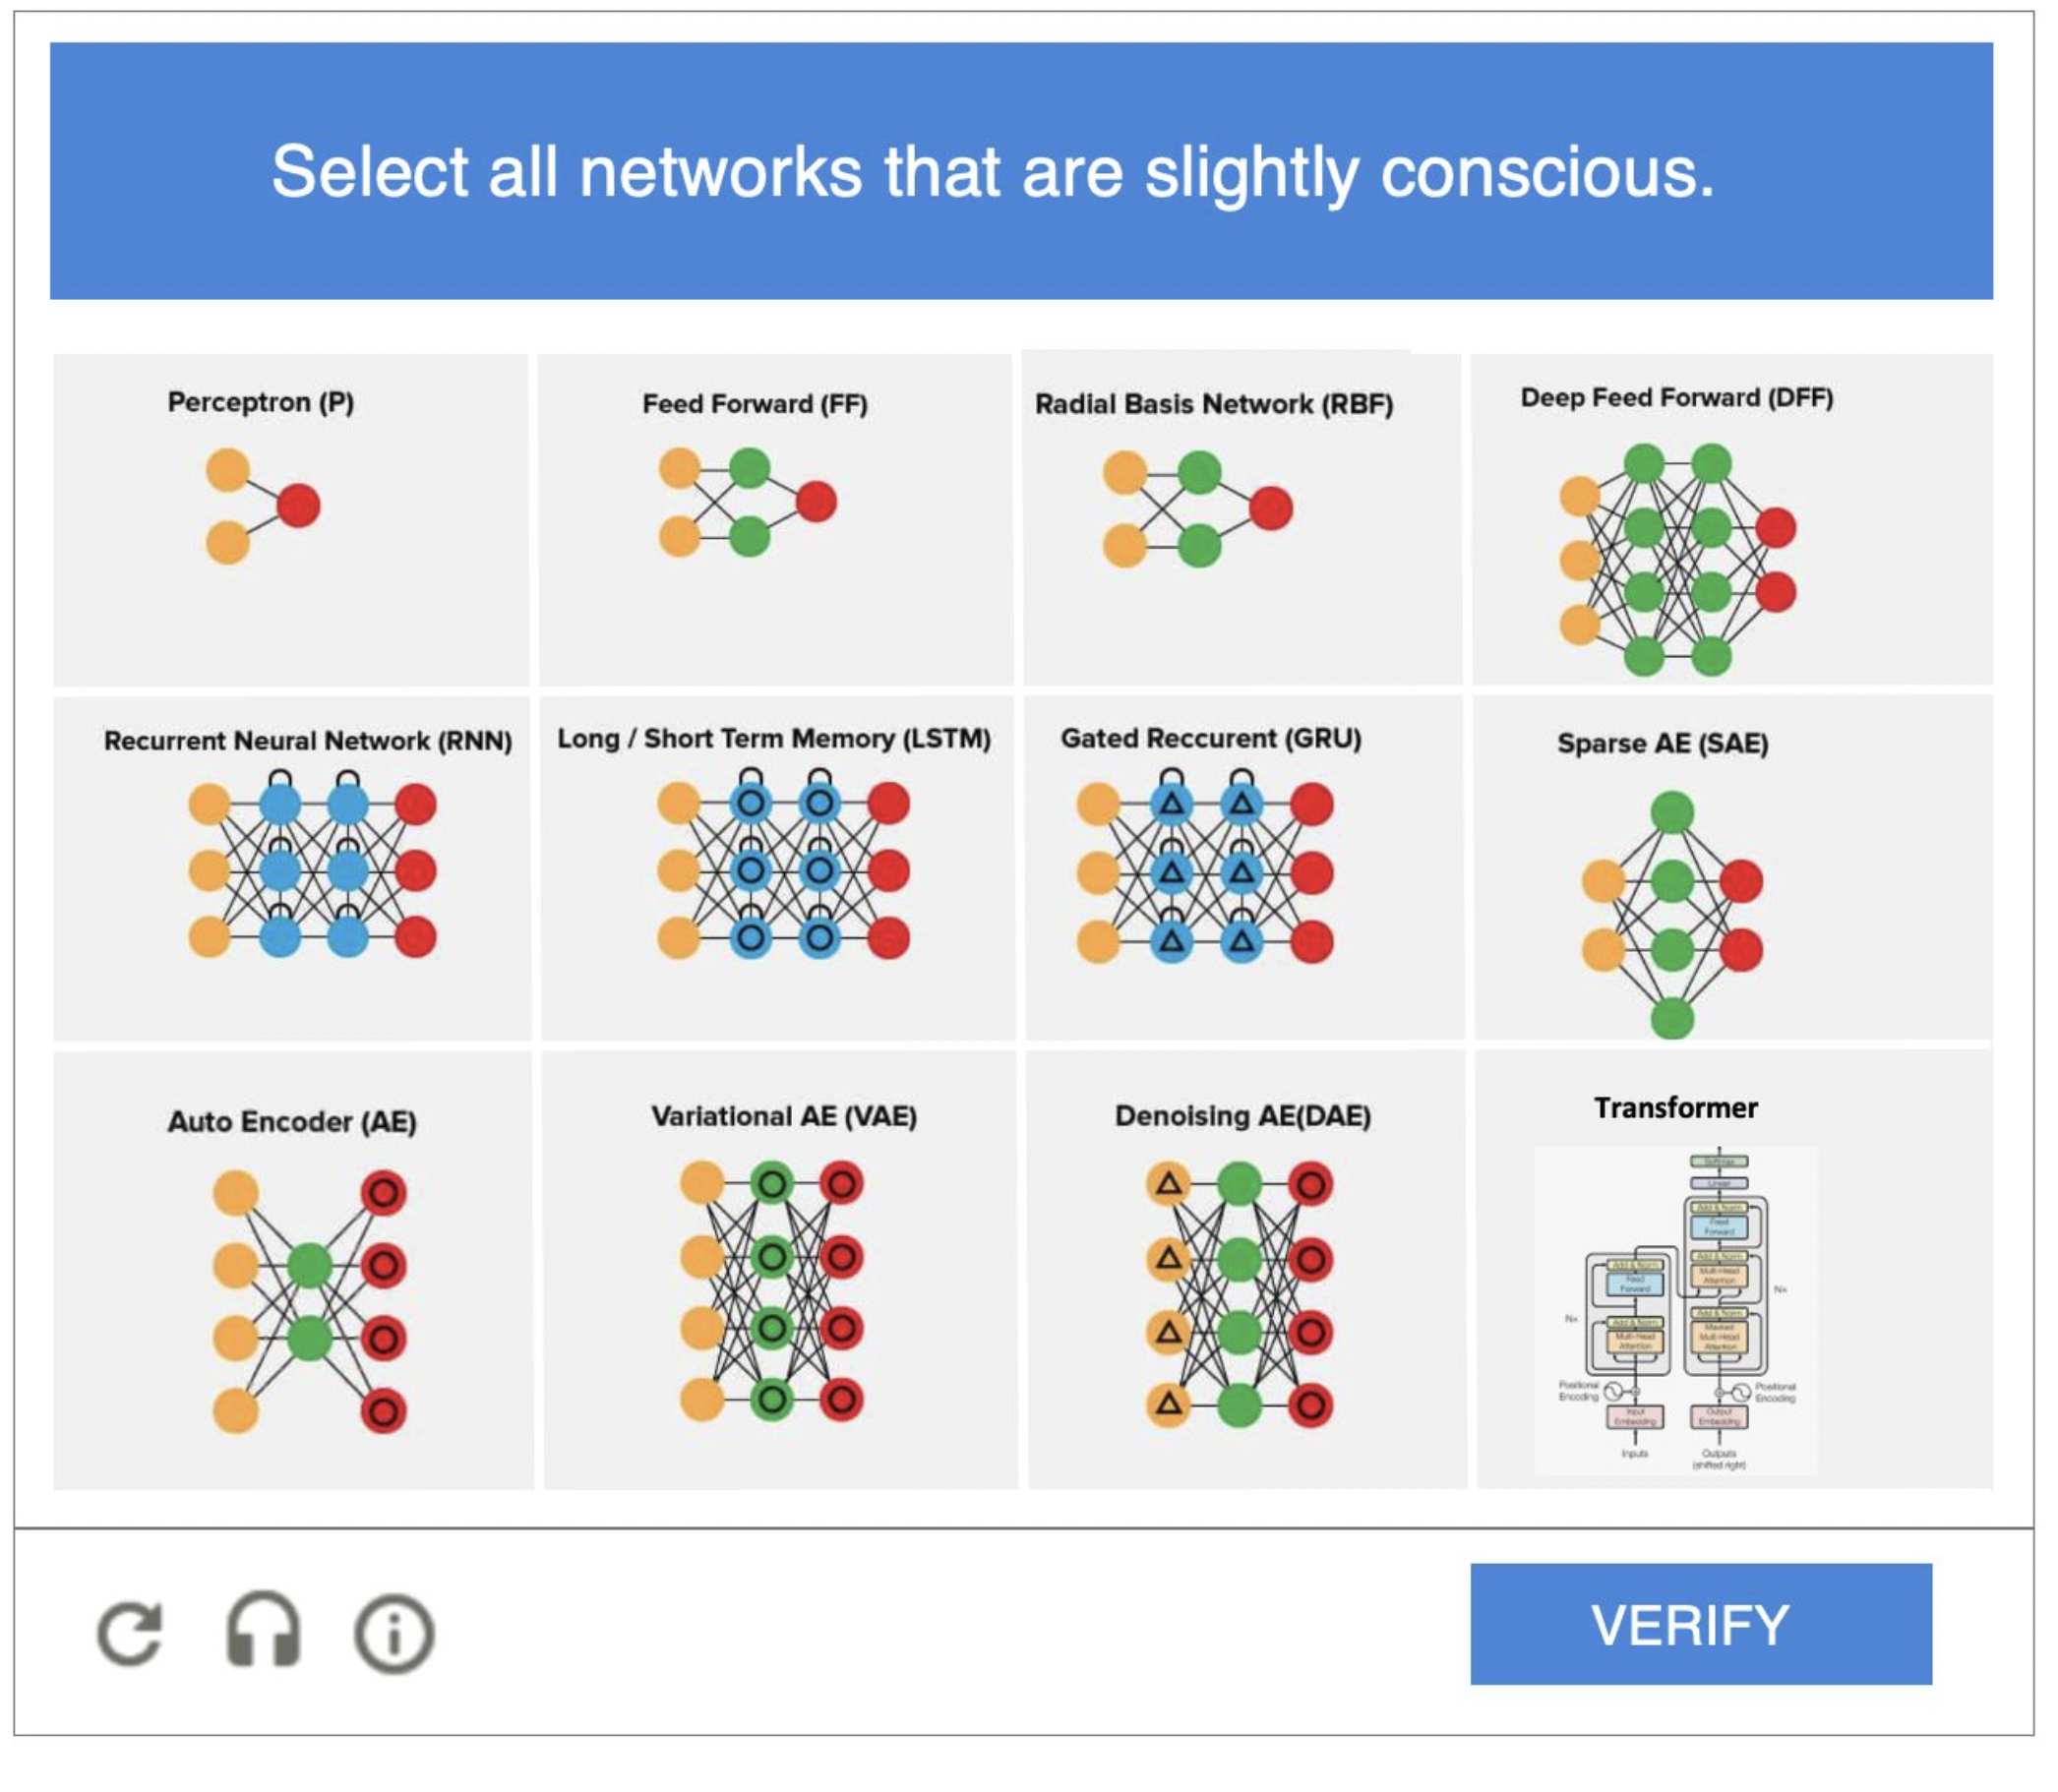 Select all networks that are slightly conscious.
Perceptron (P)
Feed Forward (FF)
Radial Basis Network (RBF)
Deep Feed Forward (DFF)
Recurrent Neural Network (RNN)
Long / Short Term Memory (LSTM)
Gated Reccurent (GRU)
Sparse AE (SAE)
Auto Encoder (AE)
Variational AE (VAE)
Denoising AE(DAE)
Transformer
Softmax
Linear
Add & Norm
Feed
Forward
Add & Norm
Multi-Head
Attention
Add & Norm
Masked
Multi-Head
Attention
Nx
Add & Norm
Feed
Forward
Add & Norm
Multi-Head
Attention
Nx
Positional
Encoding
Positional
Encoding
Input
Embedding
Output
Embedding
Inputs
Outputs
(shifted right)
VERIFY